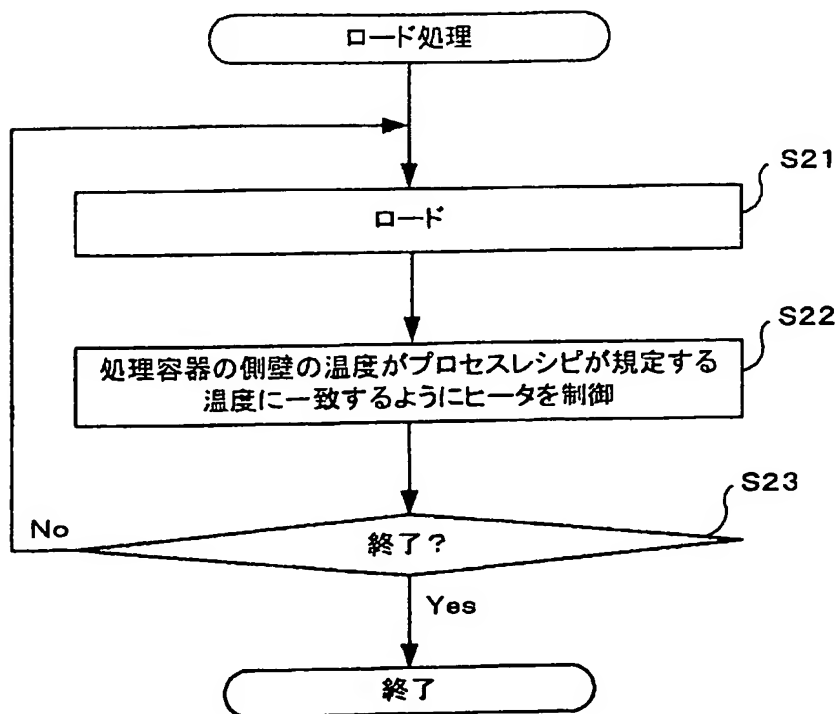 ロード処理
S21
ロード
S22
処理容器の側壁の温度がプロセスレシピが規定する
温度に一致するようにヒータを制御
S23
No
終了？
Yes
終了